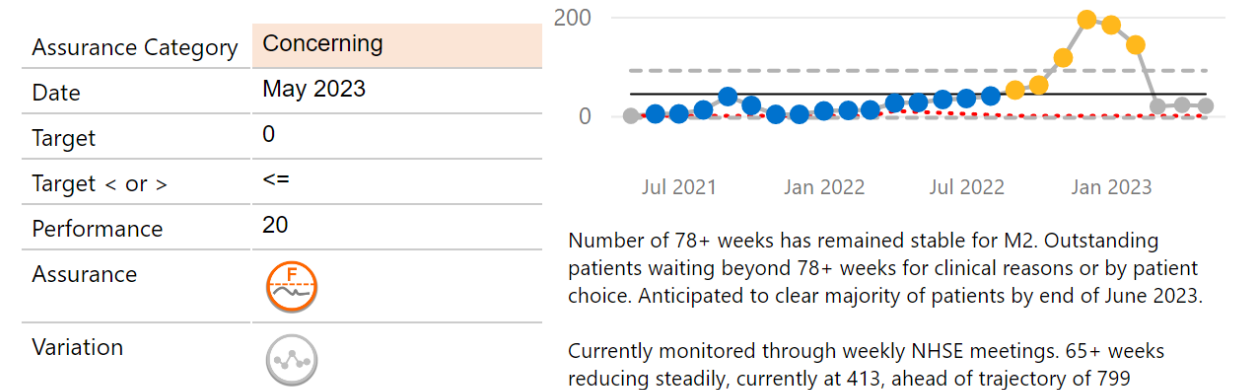 Assurance Category Concerning
Date May 2023
Target 0
Target < or > <=
Performance 20
Assurance F
Variation
200
0
Jul 2021 Jan 2022 Jul 2022 Jan 2023
Number of 78+ weeks has remained stable for M2. Outstanding
patients waiting beyond 78+ weeks for clinical reasons or by patient
choice. Anticipated to clear majority of patients by end of June 2023.
Currently monitored through weekly NHSE meetings. 65+ weeks
reducing steadily, currently at 413, ahead of trajectory of 799